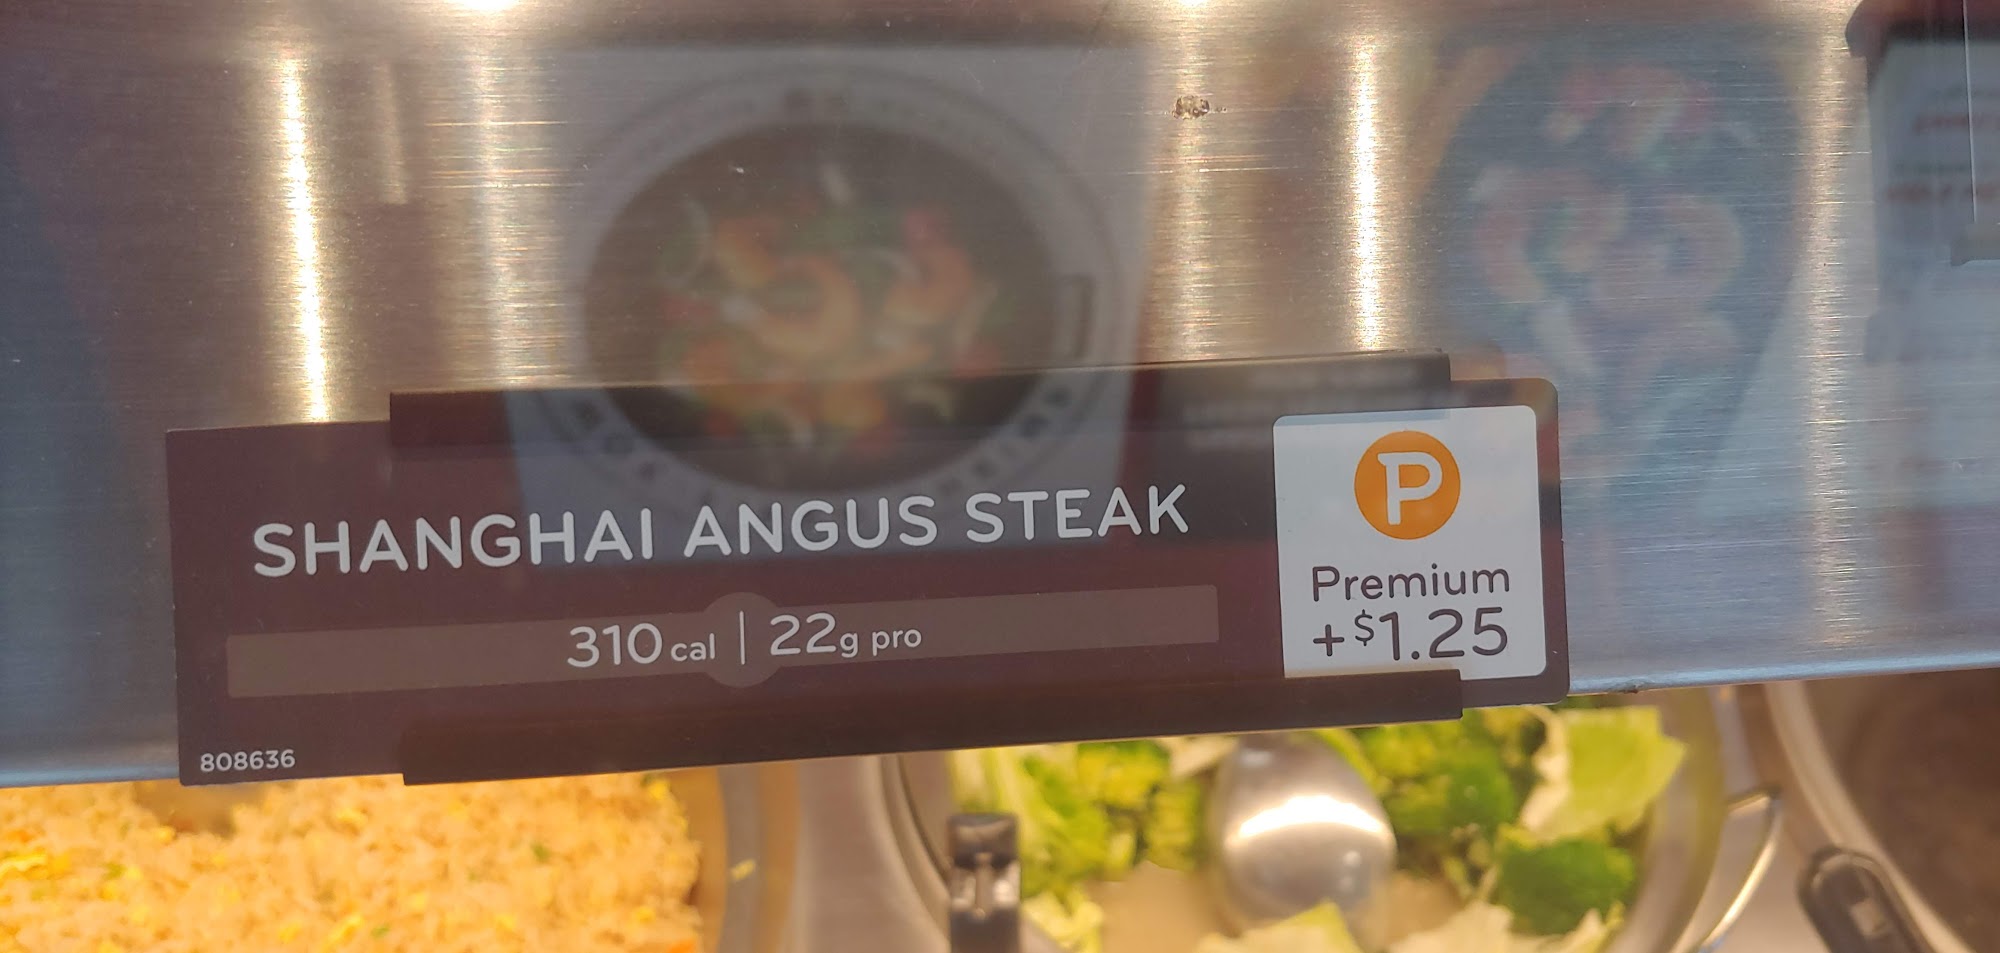 SHANGHAI ANGUS STEAK
310 cal | 22g pro
808636
P
Premium
+$1.25